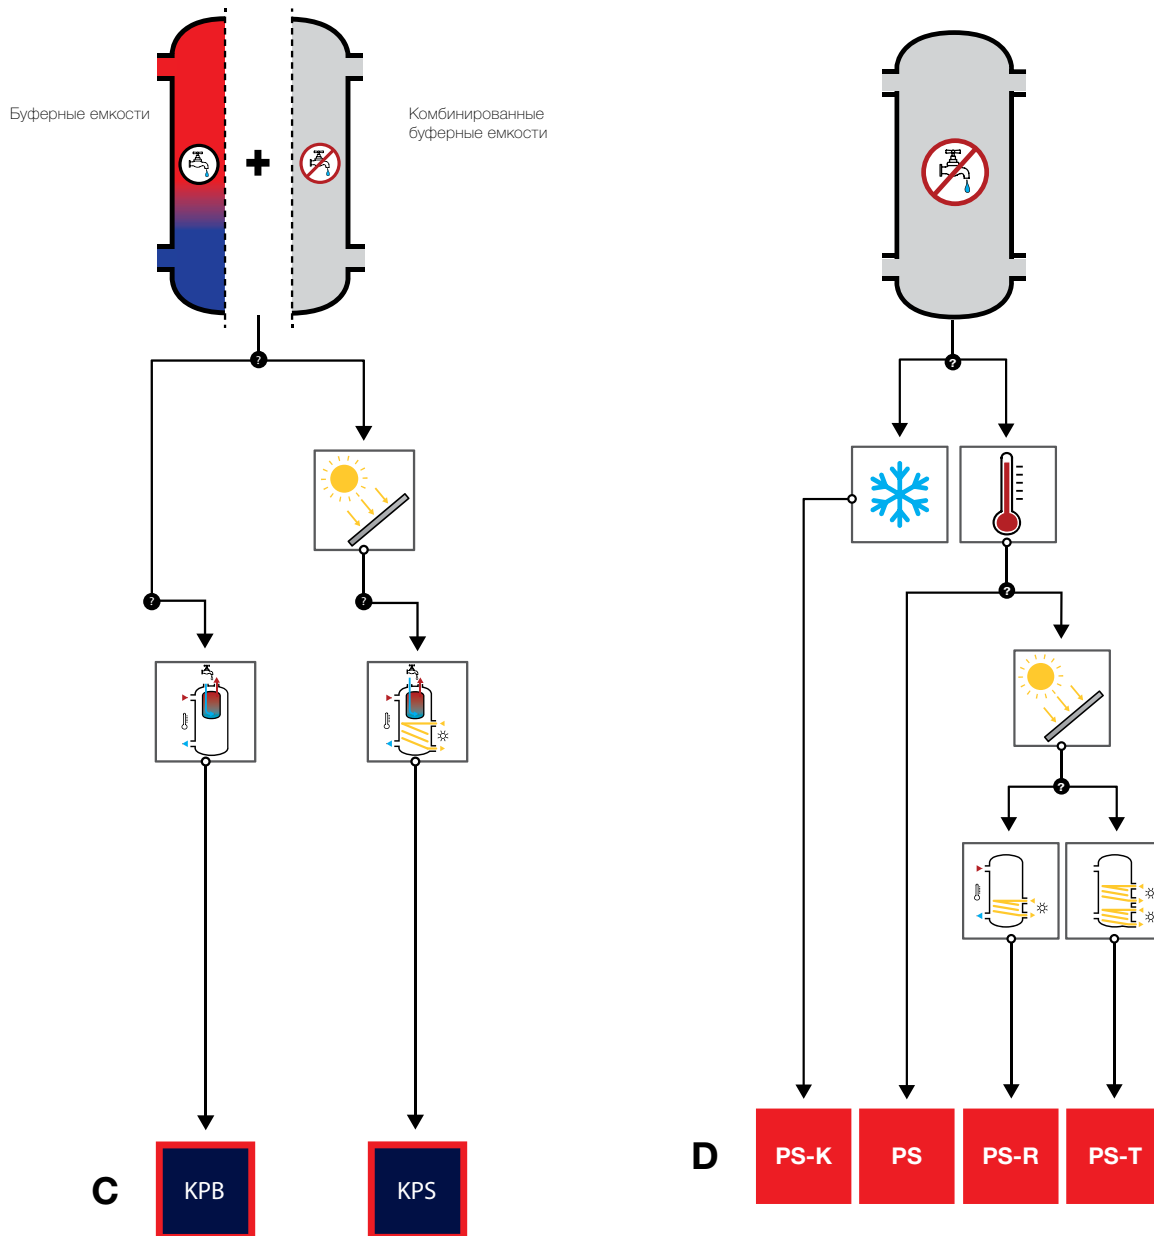 Буферные емкости
Комбинированные
буферные емкости
?
?
?
?
?
?
C
KPB
KPS
D
PS-K
PS
PS-R
PS-T